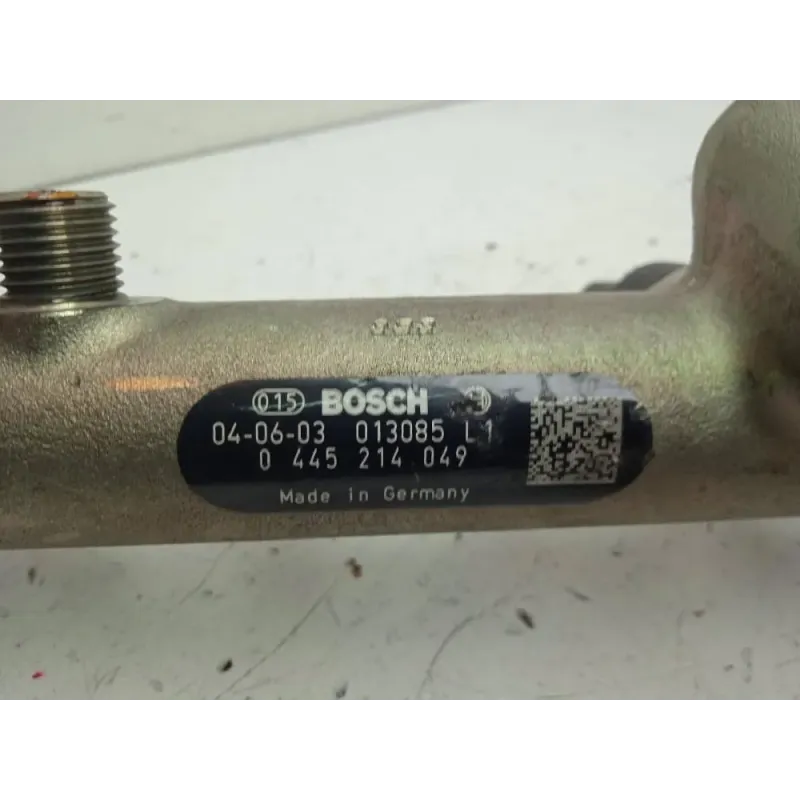 015 BOSCH
04-06-03 013085 L1
0 445 214 049
Made in Germany